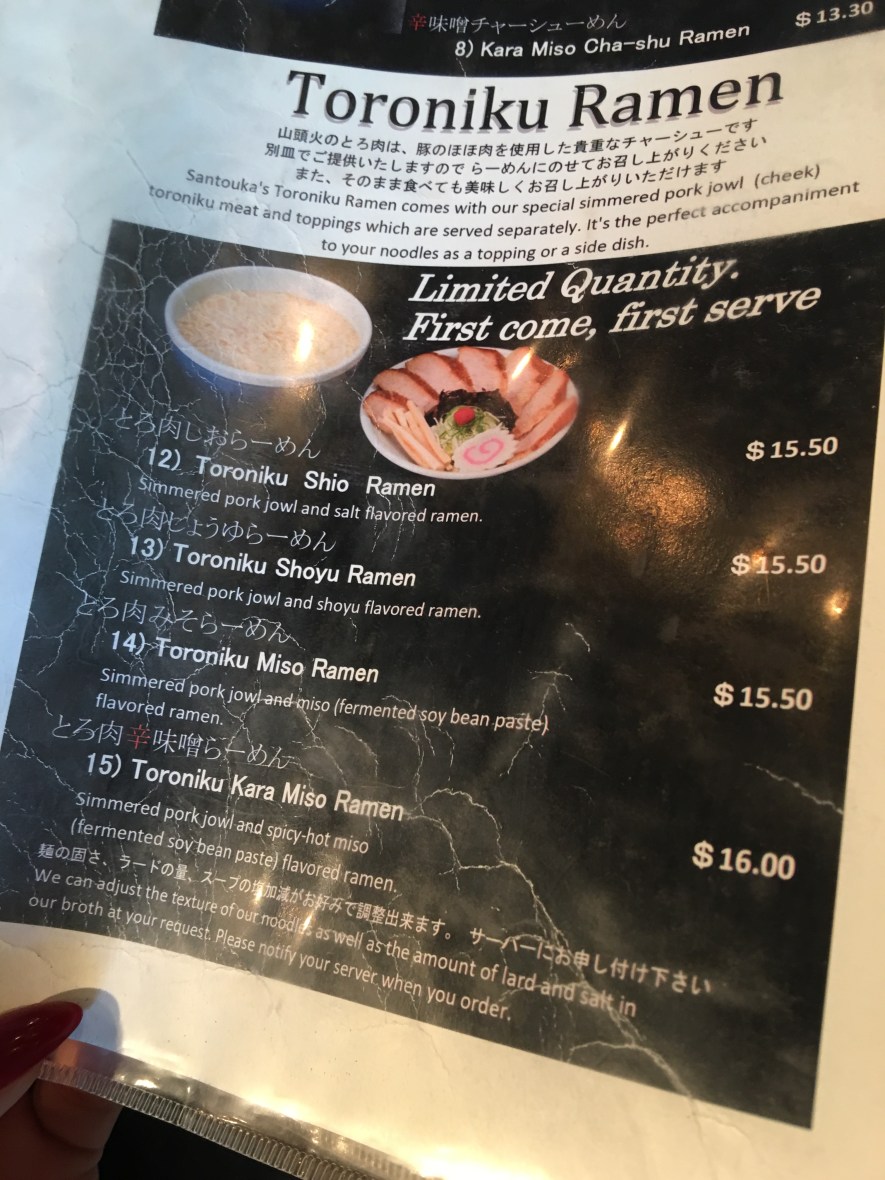 辛味噌チャーシューめん
8) Kara Miso Cha-shu Ramen
$13.30
Toroniku Ramen
山頭火のとろ肉は、豚のほほ肉を使用した貴重なチャーシューです
別皿でご提供いたしますので らーめんにのせてお召し上がりください
また、そのまま食べても美味しくお召し上がりいただけます
Santouka's Toroniku Ramen comes with our special simmered pork jowl (cheek)
toroniku meat and toppings which are served separately. It's the perfect accompaniment
to your noodles as a topping or a side dish.
Limited Quantity.
First come, first serve
とろ肉しおらーめん
12) Toroniku Shio Ramen
$15.50
Simmered pork jowl and salt flavored ramen.
とろ肉しょうゆらーめん
13) Toroniku Shoyu Ramen
$15.50
Simmered pork jowl and shoyu flavored ramen.
とろ肉みそらーめん
14) Toroniku Miso Ramen
$15.50
Simmered pork jowl and miso (fermented soy bean paste)
flavored ramen.
とろ肉辛味噌らーめん
15) Toroniku Kara Miso Ramen
$16.00
Simmered pork jowl and spicy-hot miso
(fermented soy bean paste) flavored ramen.
麺の固さ、ラードの量、スープの塩加減がお好みで調整出来ます。 サーバーにお申し付け下さい
We can adjust the texture of our noodles as well as the amount of lard and salt in
our broth at your request. Please notify your server when you order.